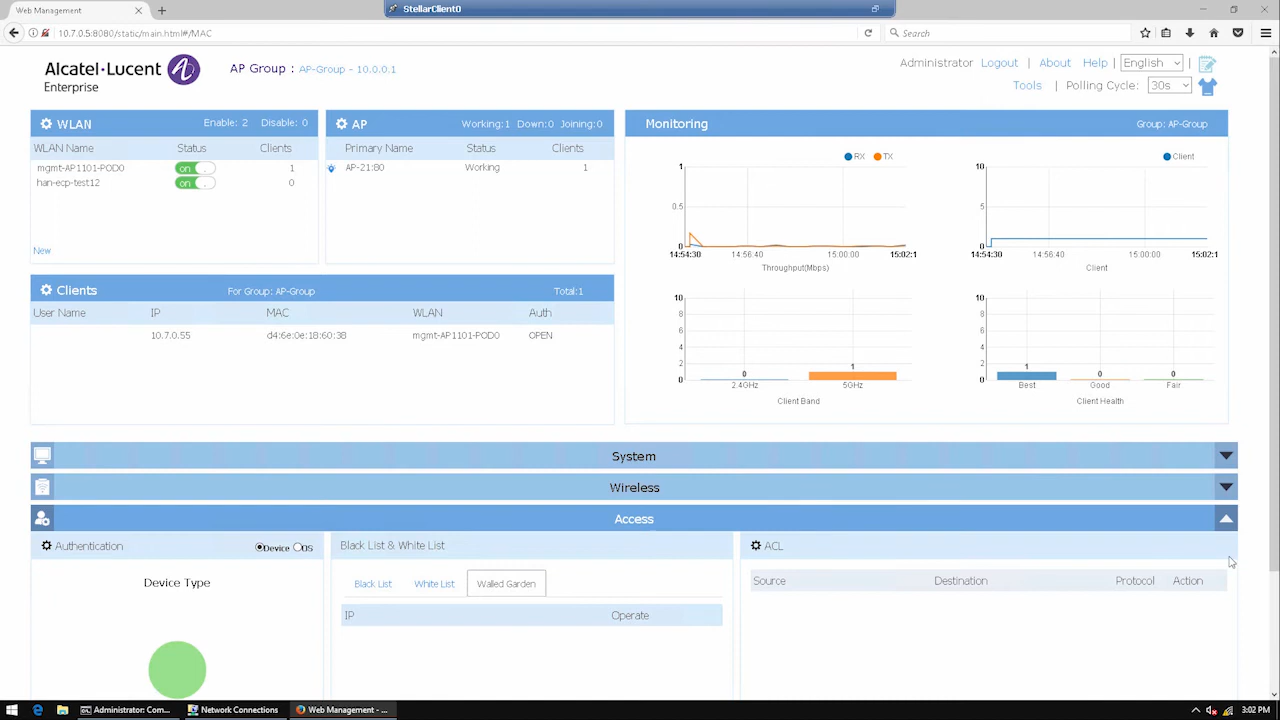 StellarClient0
Web Management
10.7.0.5:8080/static/main.html#/MAC
Search
Alcatel·Lucent
Enterprise
AP Group : AP-Group - 10.0.0:1
Administrator Logout | About Help | English |
Tools | Polling Cycle: 30s
WLAN Enable: 2 Disable: 0
WLAN Name Status Clients
mgmt-AP1101-POD0 on 1
han-ecp-test12 on 0
New
AP Working:1 Down:0 Joining:0
Primary Name Status Clients
AP-21:80 Working 1
Clients For Group: AP-Group Total:1
User Name IP MAC WLAN Auth
10.7.0.55 d4:6e:0e:18:60:38 mgmt-AP1101-POD0 OPEN
Monitoring Group: AP-Group
RX TX
1
0.5
0
14:54:30 14:56:40 15:00:00 15:02:1
Throughput(Mbps)
Client
10
5
0
14:54:30 14:56:40 15:00:00 15:02:1
Client
10
8
6
4
2
0
0 1
2.4GHz 5GHz
Client Band
10
8
6
4
2
0
1 0 0
Best Good Fair
Client Health
System
Wireless
Access
Authentication Device OS
Device Type
Black List & White List
Black List White List Walled Garden
IP Operate
ACL
Source Destination Protocol Action
Administrator: Com...
Network Connections
Web Management - ...
3:02 PM